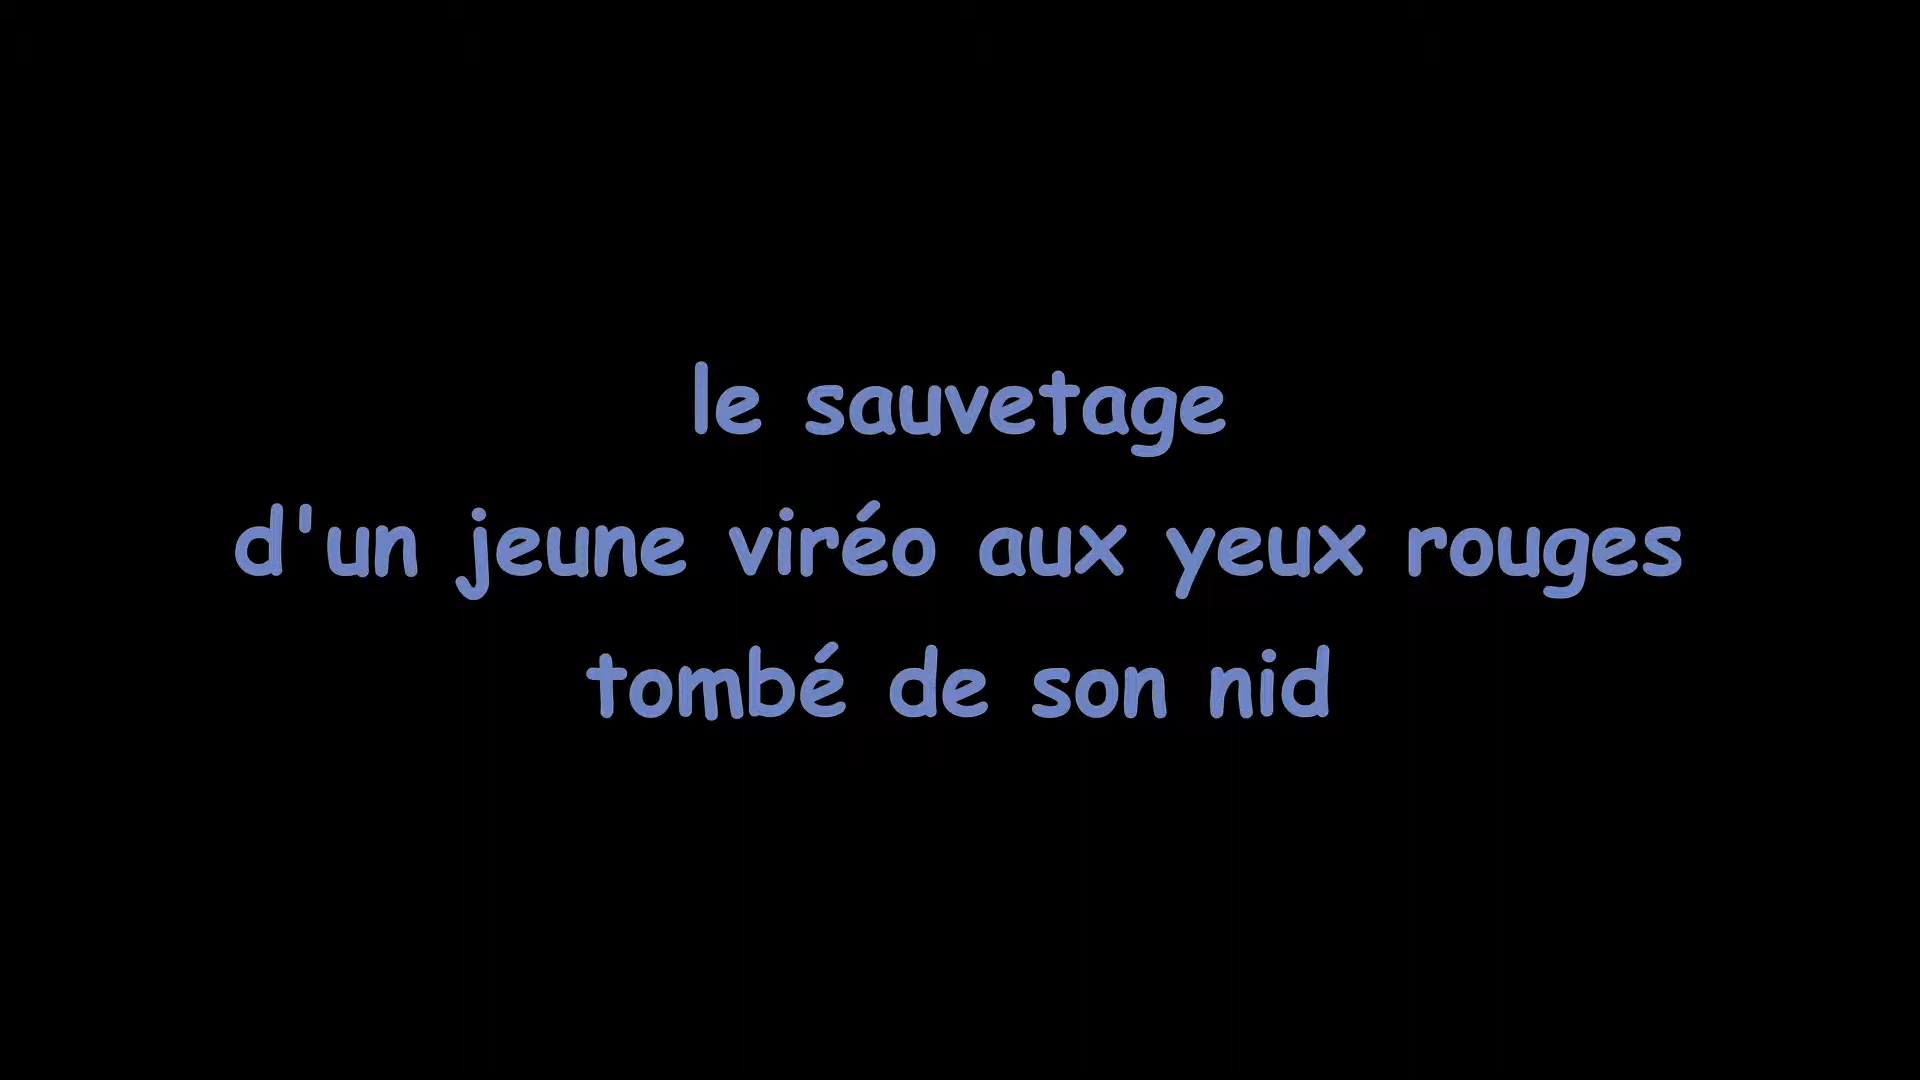 le sauvetage
d'un jeune viréo aux yeux rouges
tombé de son nid